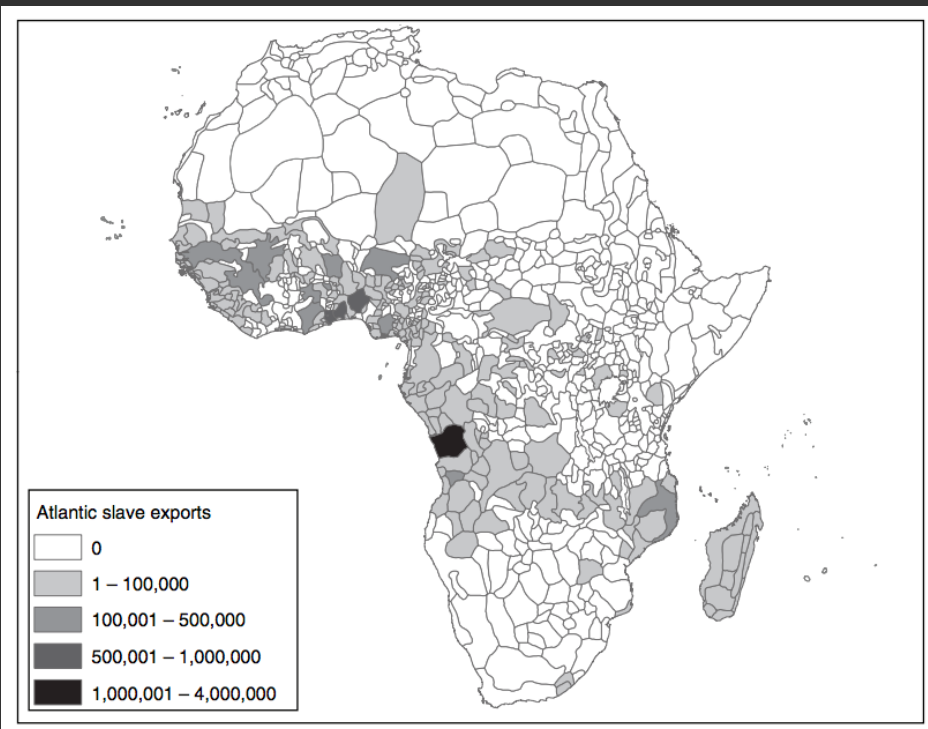 Atlantic slave exports
0
1 – 100,000
100,001 – 500,000
500,001 – 1,000,000
1,000,001 – 4,000,000